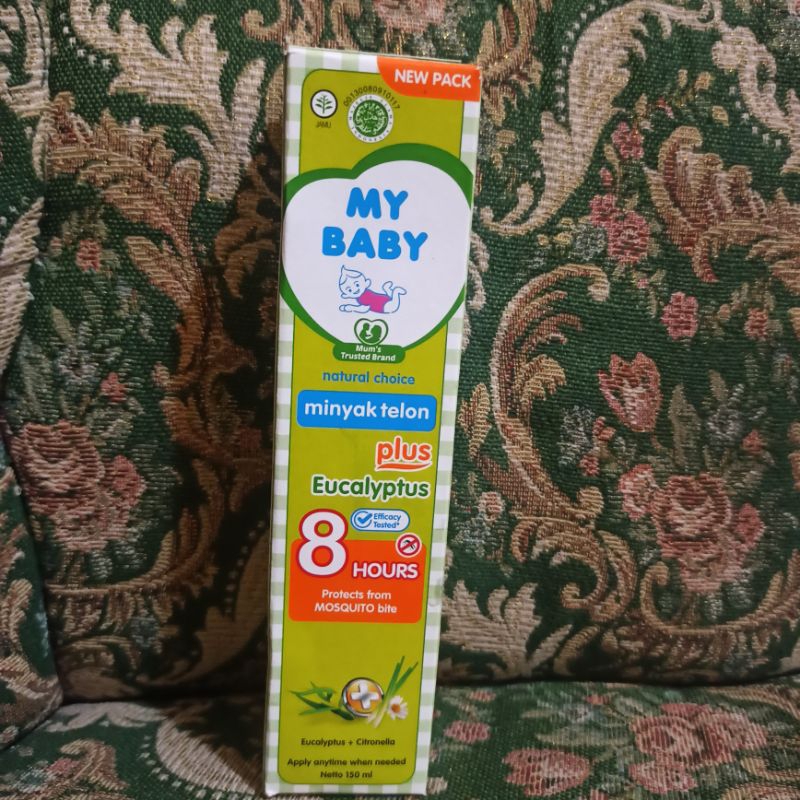 NEW PACK
JAMU
00130080910117
MY
BABY
Mum's
Trusted Brand
natural choice
minyak telon
plus
Eucalyptus
Efficacy
Tested*
8
HOURS
Protects from
MOSQUITO bite
Eucalyptus + Citronella
Apply anytime when needed
Netto 150 ml